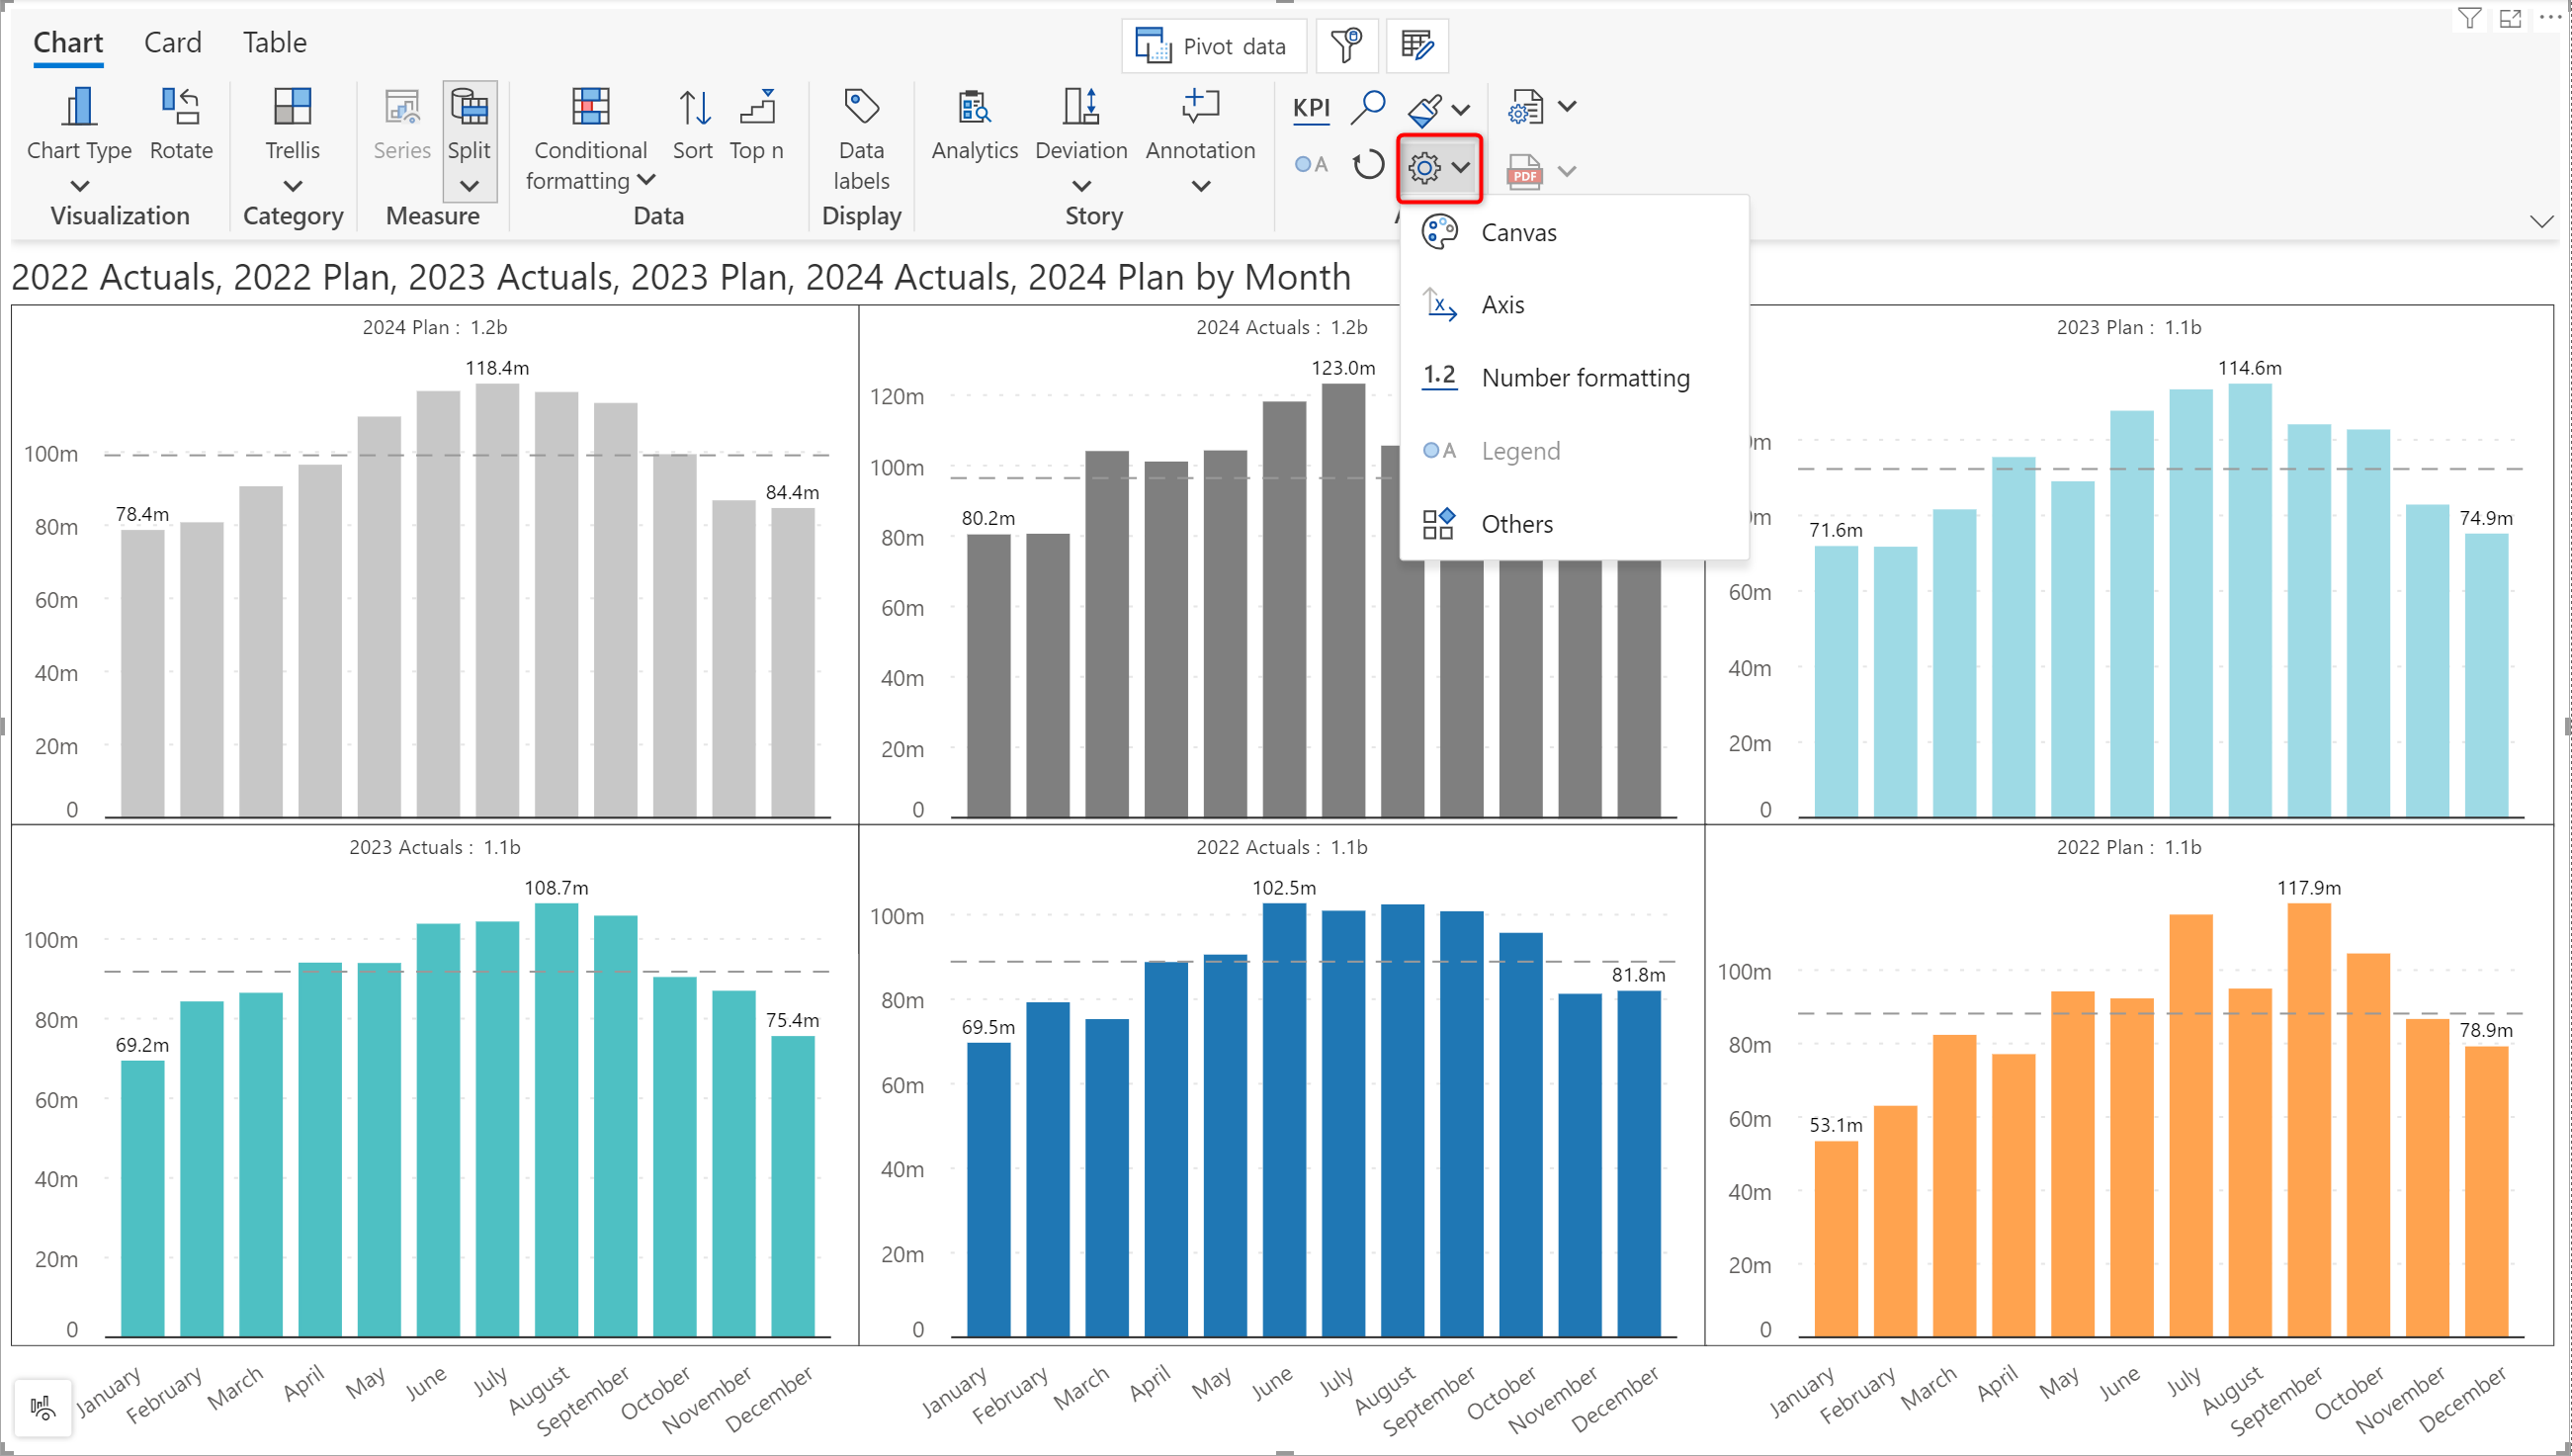 Chart Card Table
Pivot data
Chart Type Rotate Trellis Series Split Conditional formatting Sort Top n Data labels Analytics Deviation Annotation
KPI
A
PDF
Visualization Category Measure Data Display Story
Canvas
Axis
1.2 Number formatting
A Legend
Others
2022 Actuals, 2022 Plan, 2023 Actuals, 2023 Plan, 2024 Actuals, 2024 Plan by Month
2024 Plan : 1.2b
118.4m
100m
84.4m
78.4m
80m
60m
40m
20m
0
2024 Actuals : 1.2b
123.0m
120m
100m
80.2m
80m
60m
40m
20m
0
2023 Plan : 1.1b
114.6m
71.6m
74.9m
60m
40m
20m
0
2023 Actuals : 1.1b
108.7m
100m
80m
75.4m
69.2m
60m
40m
20m
0
2022 Actuals : 1.1b
102.5m
100m
81.8m
80m
69.5m
60m
40m
20m
0
2022 Plan : 1.1b
117.9m
100m
80m
78.9m
60m
53.1m
40m
20m
0
January February March April May June July August September October November December
January February March April May June July August September October November December
January February March April May June July August September October November December